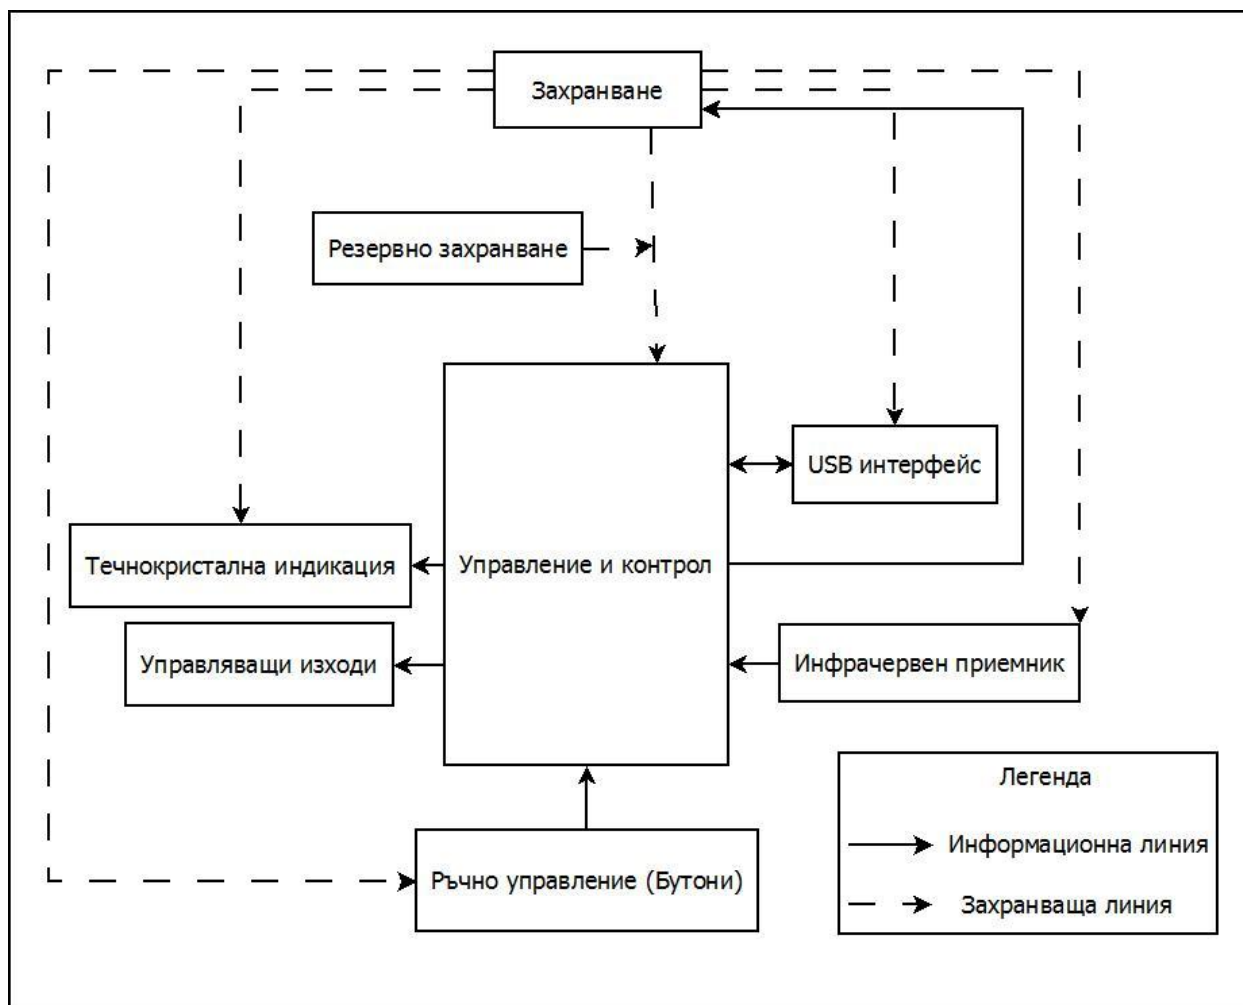 Захранване
Резервно захранване
USB интерфейс
Течнокристална индикация
Управление и контрол
Управляващи изходи
Инфрачервен приемник
Легенда
Информационна линия
Ръчно управление (Бутони)
Захранваща линия